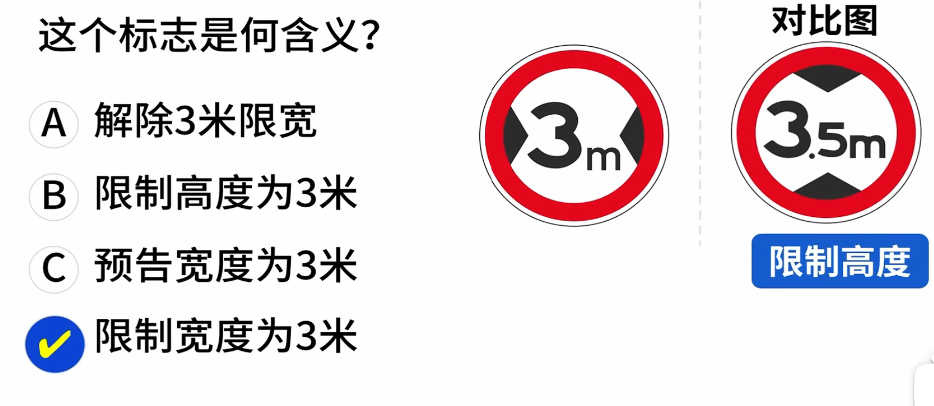 这个标志是何含义?
A 解除3米限宽
B 限制高度为3米
C 预告宽度为3米
限制宽度为3米
3m
对比图
3.5m
限制高度